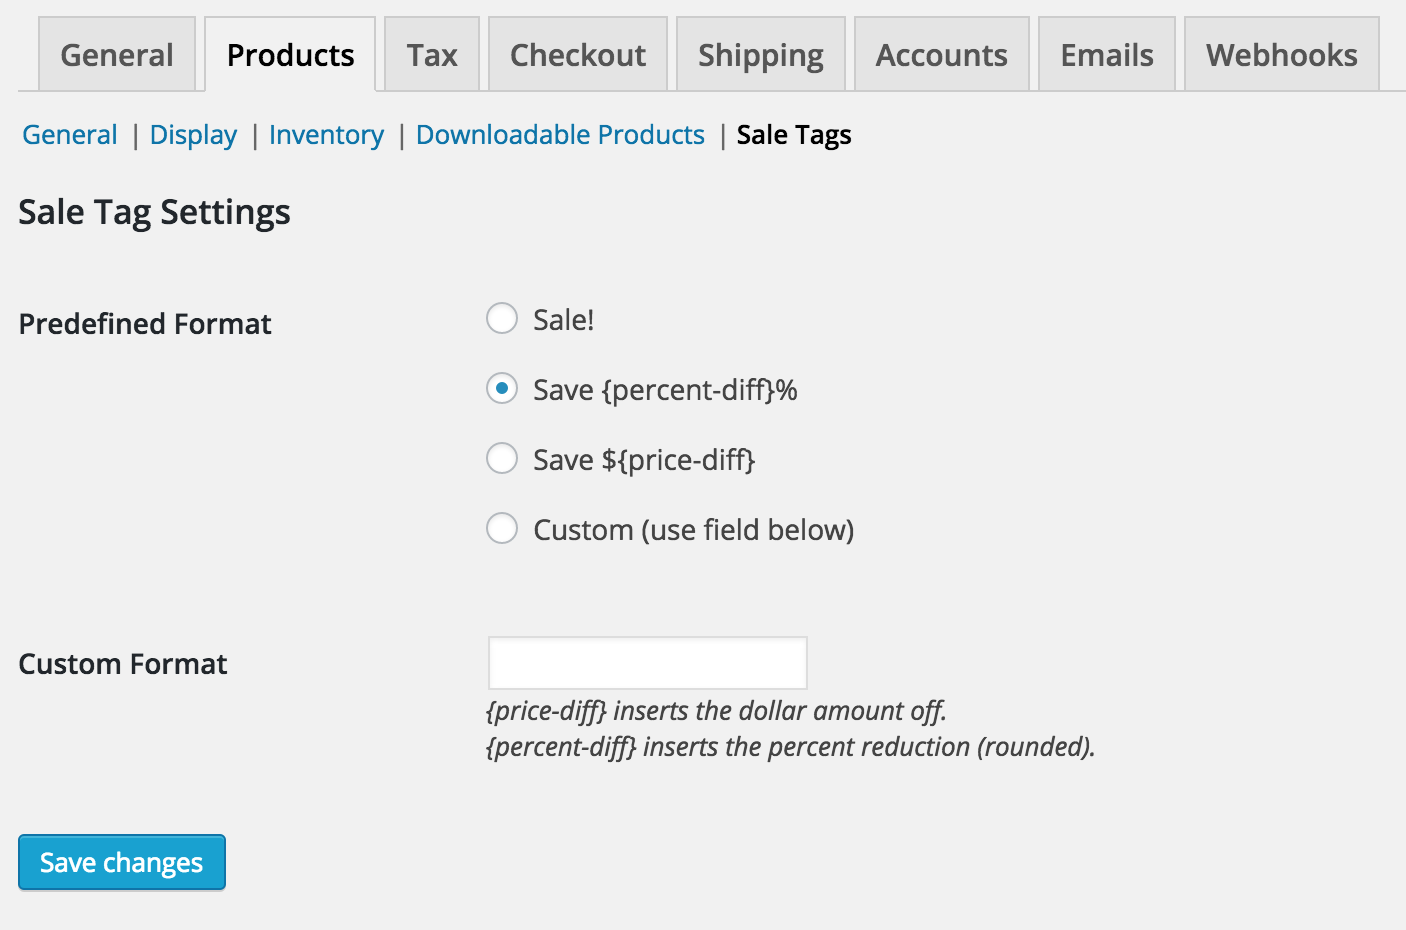 General Products Tax Checkout Shipping Accounts Emails Webhooks
General | Display | Inventory | Downloadable Products | Sale Tags
Sale Tag Settings
Predefined Format
Sale!
Save {percent-diff}%
Save ${price-diff}
Custom (use field below)
Custom Format
{price-diff} inserts the dollar amount off.
{percent-diff} inserts the percent reduction (rounded).
Save changes